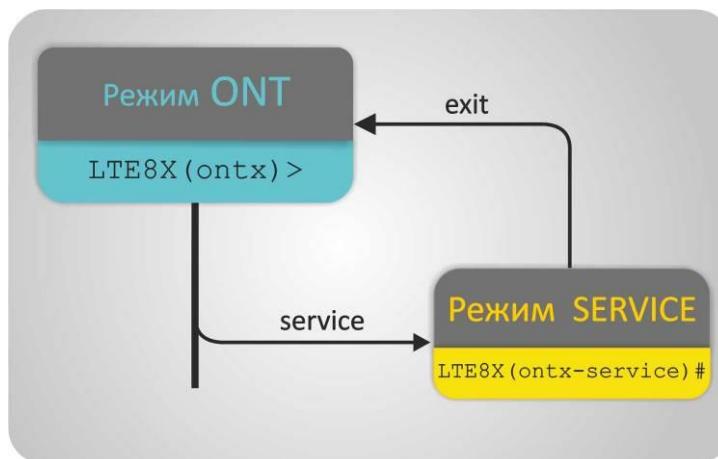 Режим ONT
LTE8X(ontx)>
exit
service
Режим SERVICE
LTE8X(ontx-service)#